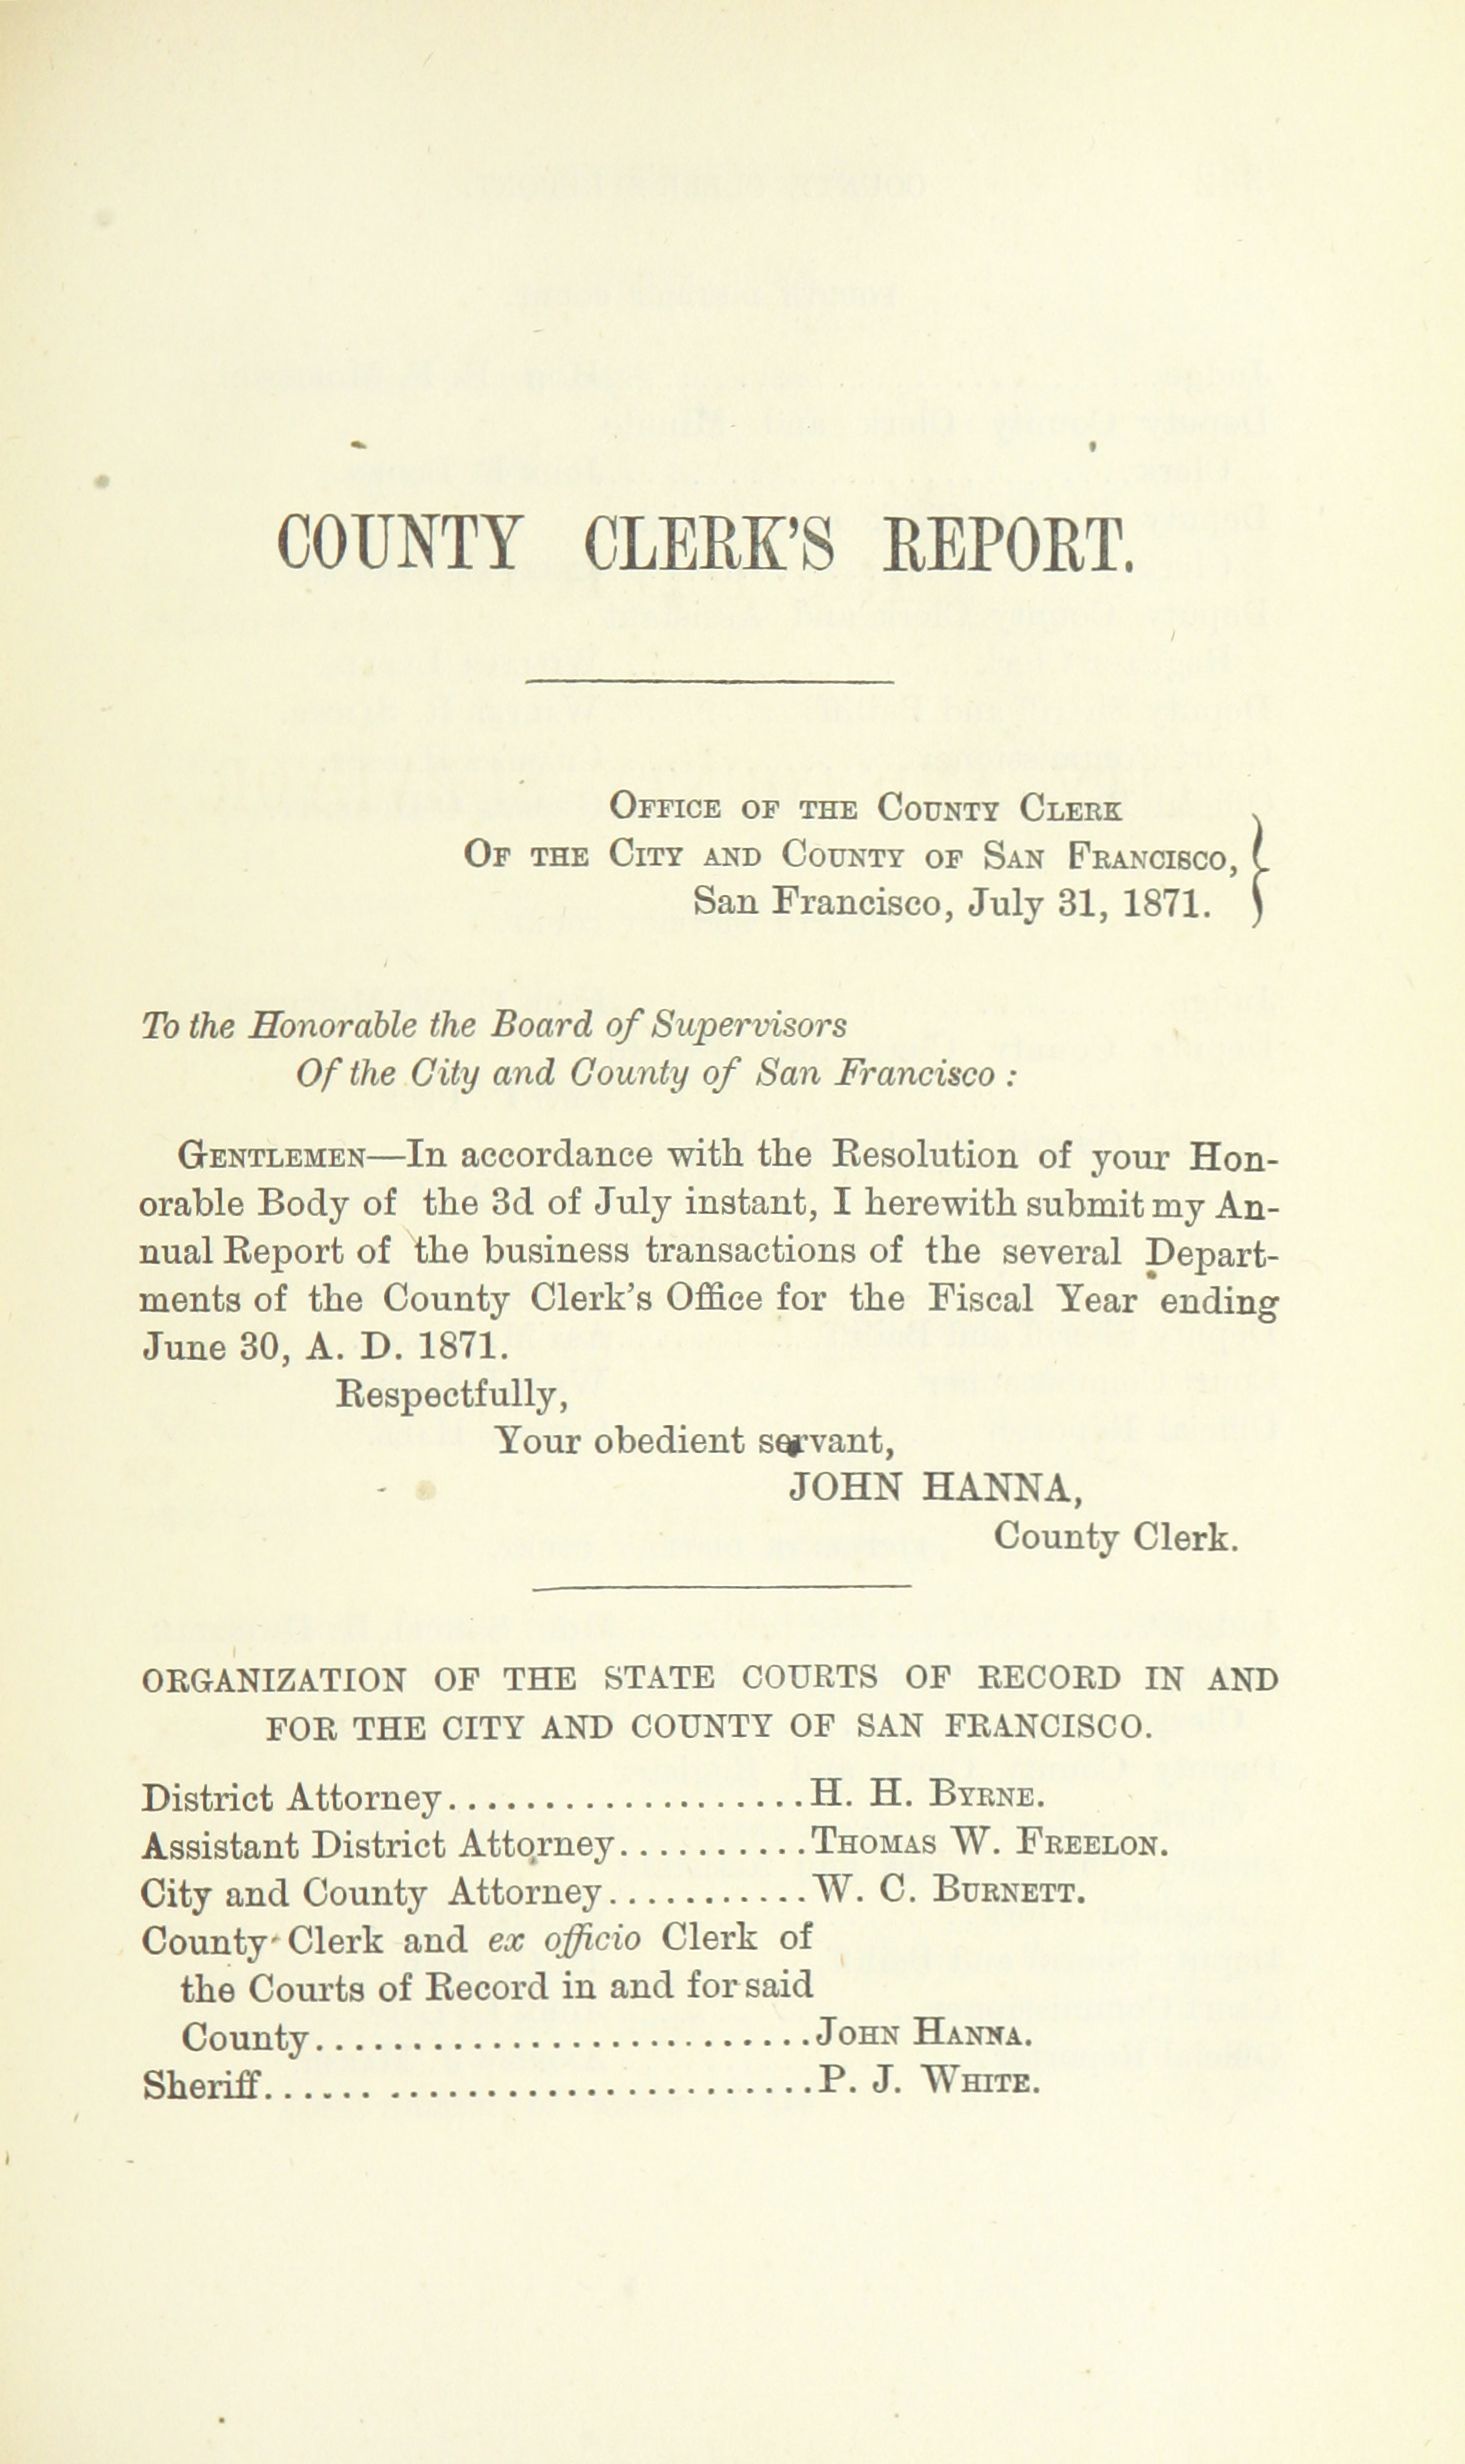 COUNTY CLERK'S REPORT.
OFFICE OF THE COUNTY CLERK
OF THE CITY AND COUNTY OF SAN FRANCISCO,
San Francisco, July 31, 1871.
To the Honorable the Board of Supervisors
Of the City and County of San Francisco :
GENTLEMEN—In accordance with the Resolution of your Hon-
orable Body of the 3d of July instant, I herewith submit my An-
nual Report of the business transactions of the several Depart-
ments of the County Clerk's Office for the Fiscal Year ending
June 30, A. D. 1871.
Respectfully,
Your obedient servant,
JOHN HANNA,
County Clerk.
ORGANIZATION OF THE STATE COURTS OF RECORD IN AND
FOR THE CITY AND COUNTY OF SAN FRANCISCO.
District Attorney....................H. H. BYRNE.
Assistant District Attorney..........THOMAS W. FREELON.
City and County Attorney...........W. C. BURNETT.
County Clerk and ex officio Clerk of
the Courts of Record in and for said
County..........................JOHN HANNA.
Sheriff............................P. J. WHITE.